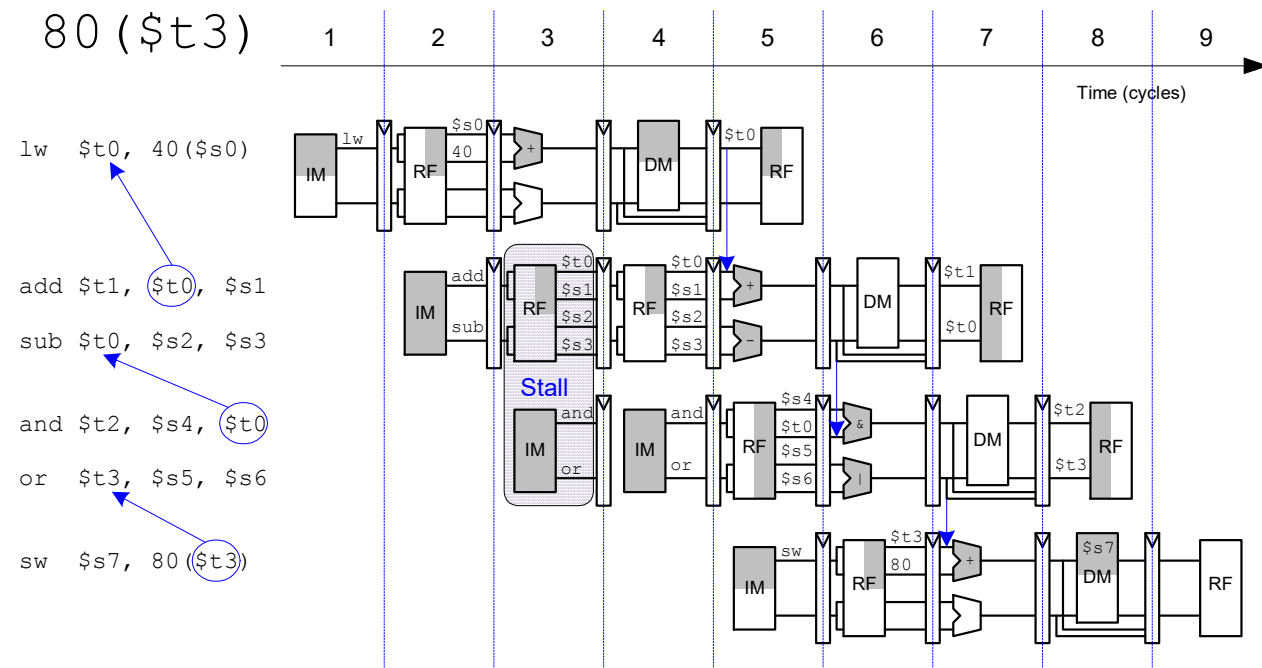 80($t3)
1 2 3 4 5 6 7 8 9
Time (cycles)
lw $t0, 40($s0)
IM lw RF $s0 40 + DM $t0 RF
add $t1, $t0, $s1
sub $t0, $s2, $s3
IM add sub RF $t0 $s1 $s2 $s3 RF $t0 $s1 $s2 $s3 + - DM $t1 $t0 RF
Stall
and $t2, $s4, $t0
or $t3, $s5, $s6
IM and or IM and or RF $s4 $t0 $s5 $s6 & | DM $t2 $t3 RF
sw $s7, 80($t3)
IM sw RF $t3 80 + $s7 DM RF